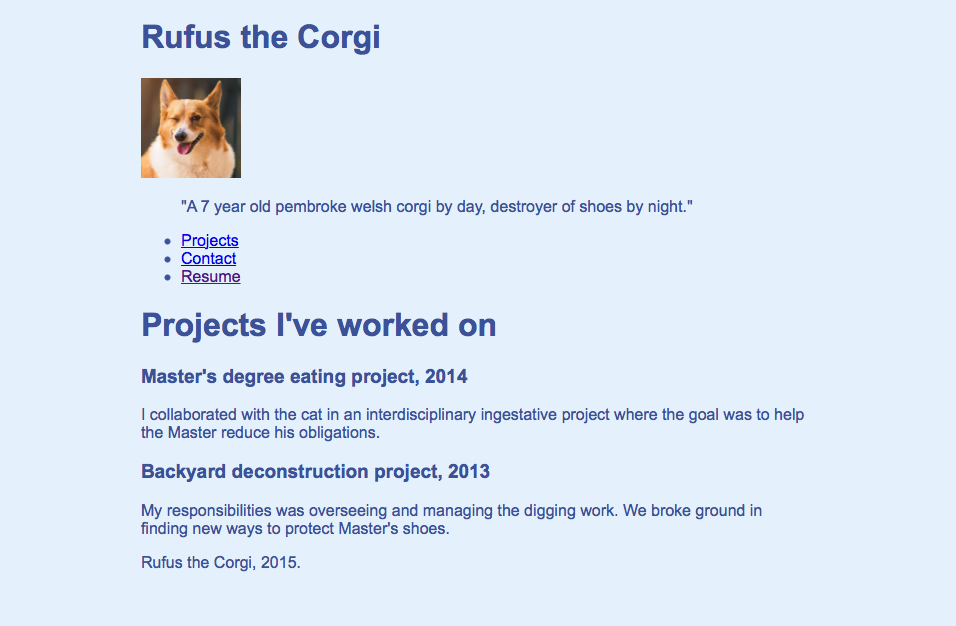 Rufus the Corgi
"A 7 year old pembroke welsh corgi by day, destroyer of shoes by night."
Projects
Contact
Resume
Projects I've worked on
Master's degree eating project, 2014
I collaborated with the cat in an interdisciplinary ingestative project where the goal was to help
the Master reduce his obligations.
Backyard deconstruction project, 2013
My responsibilities was overseeing and managing the digging work. We broke ground in
finding new ways to protect Master's shoes.
Rufus the Corgi, 2015.